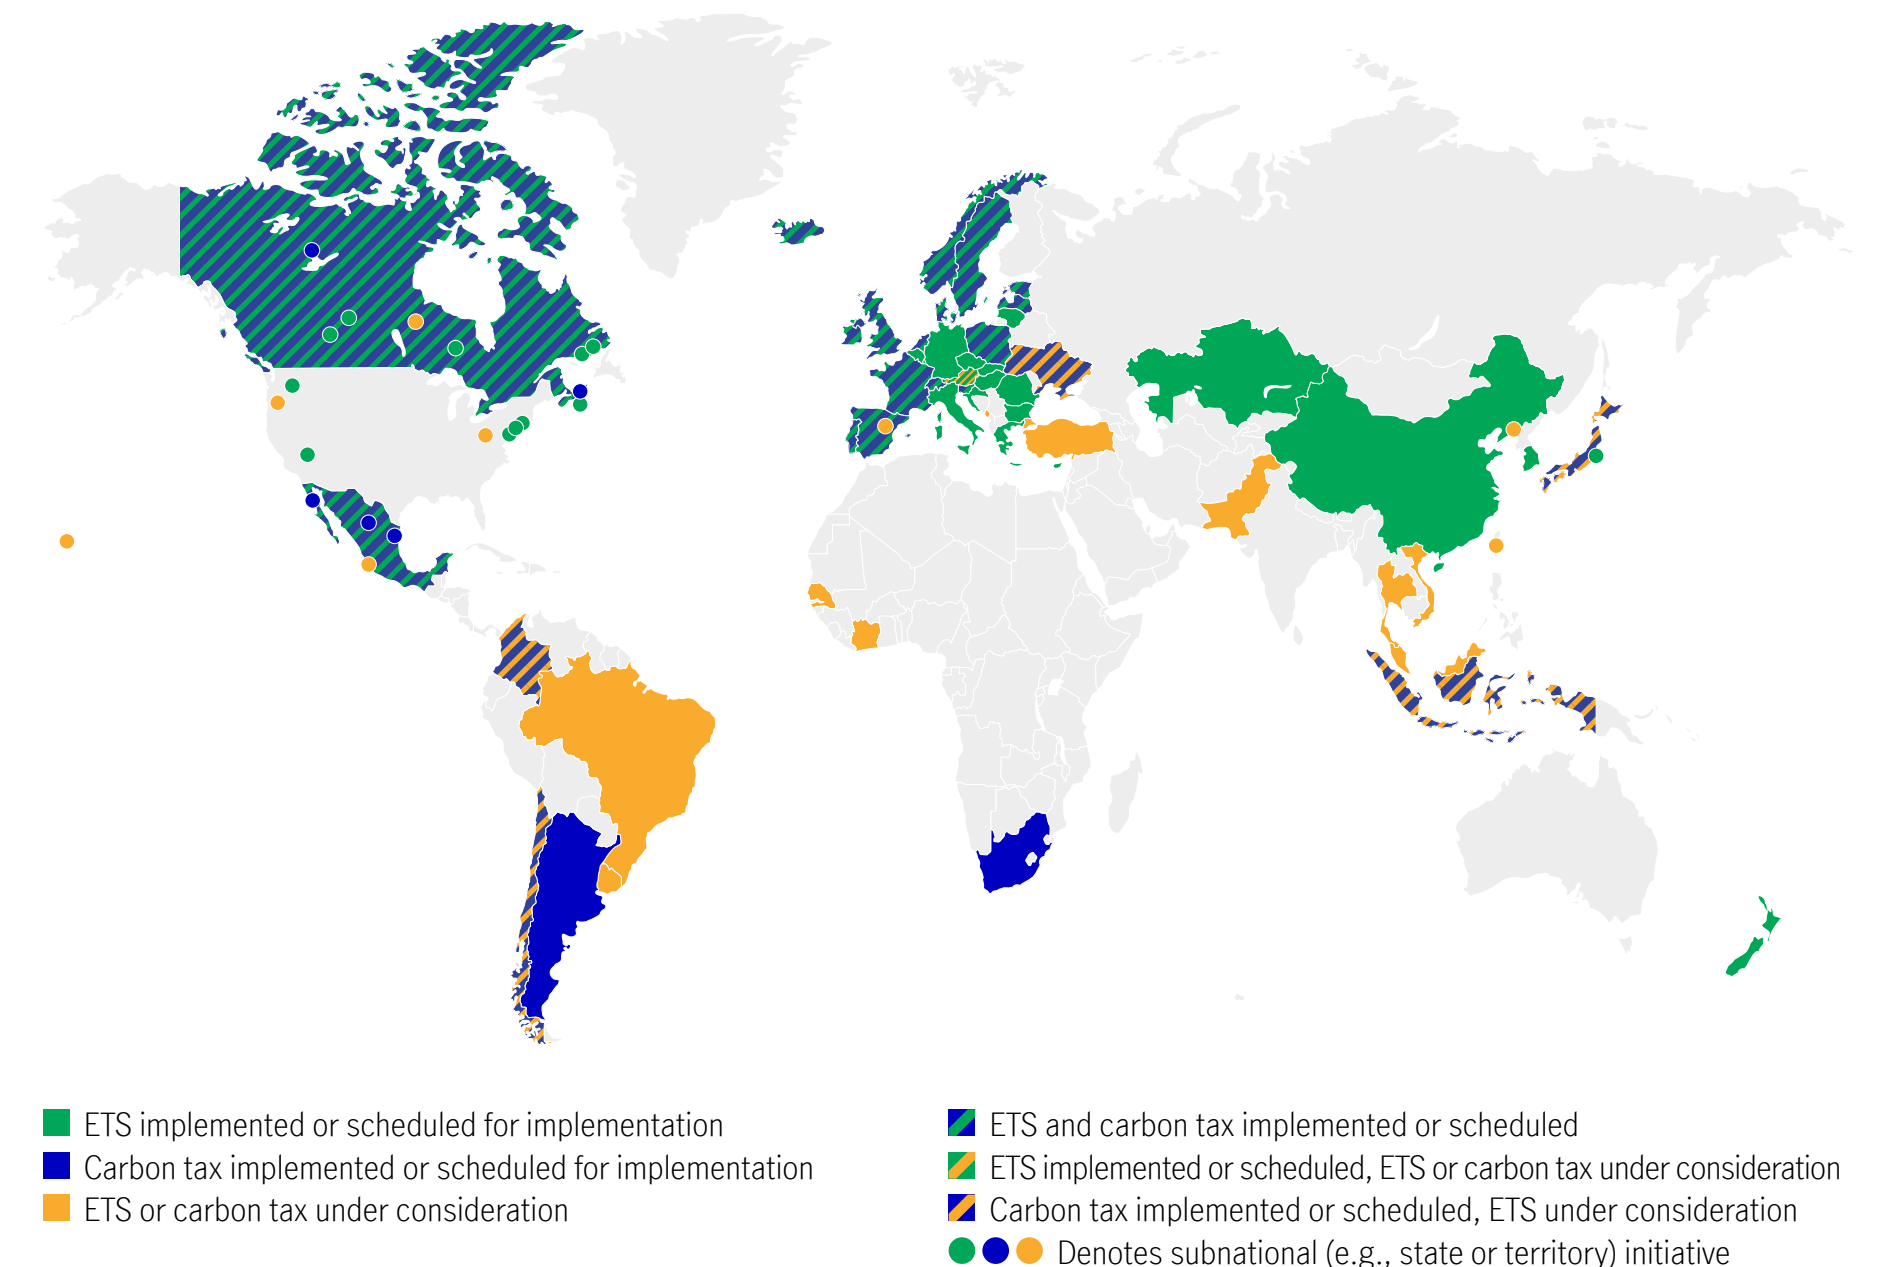 ETS implemented or scheduled for implementation
Carbon tax implemented or scheduled for implementation
ETS or carbon tax under consideration
ETS and carbon tax implemented or scheduled
ETS implemented or scheduled, ETS or carbon tax under consideration
Carbon tax implemented or scheduled, ETS under consideration
Denotes subnational (e.g., state or territory) initiative